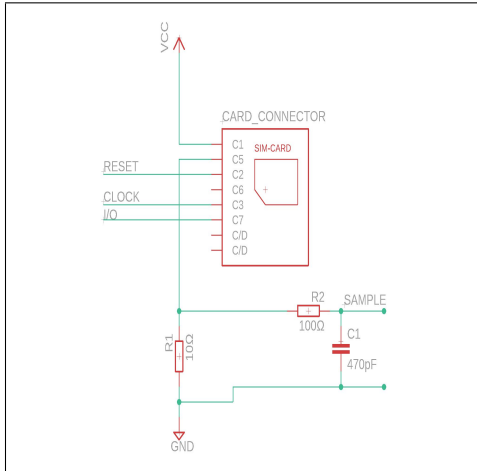 VCC
CARD_CONNECTOR
C1
SIM-CARD
C5
RESET
C2
C6
CLOCK
C3
I/O
C7
C/D
C/D
R2
SAMPLE
100Ω
R1
10Ω
C1
470pF
GND